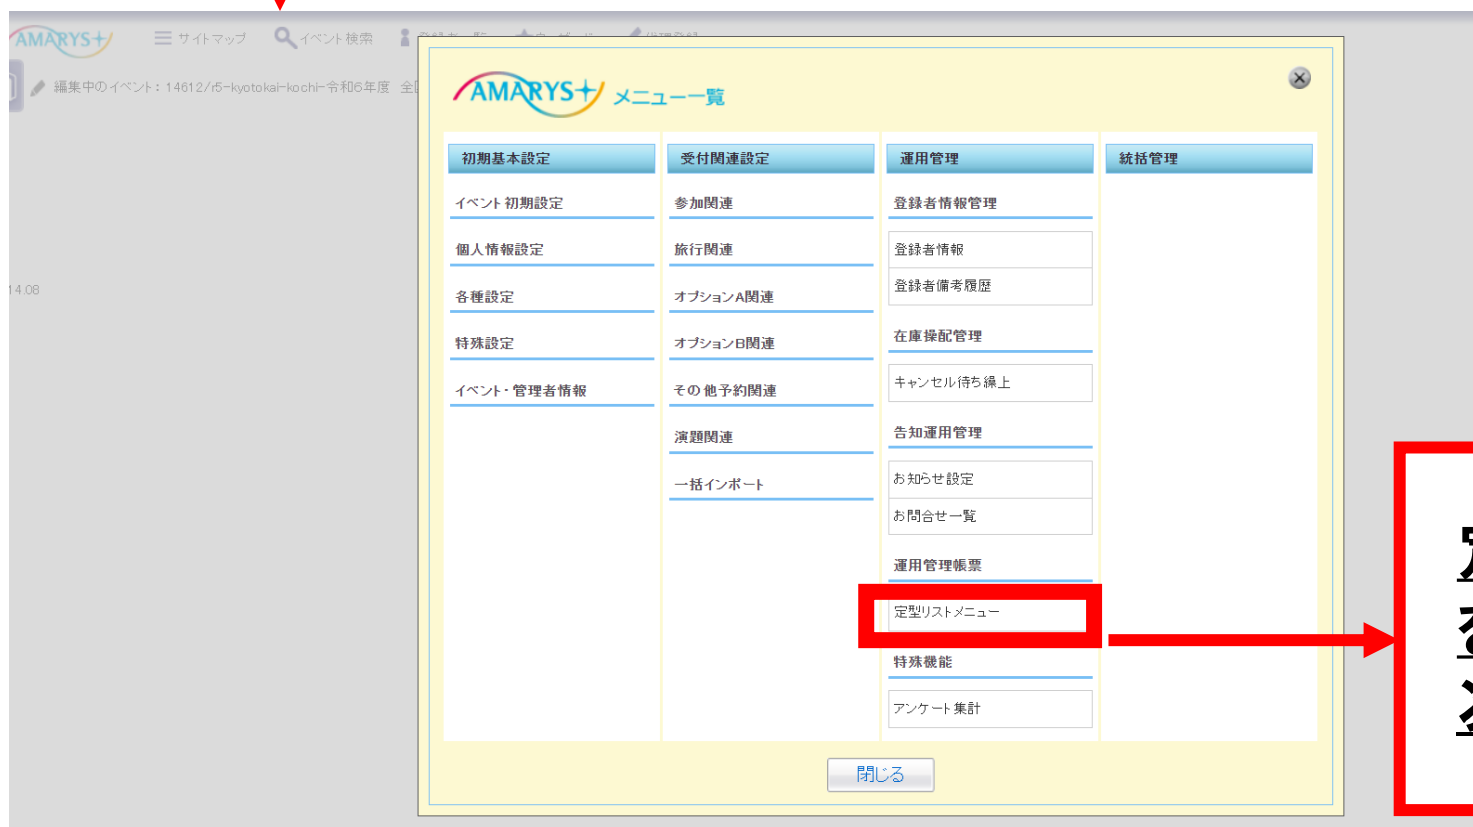 AMARYS+
サイトマップ
イベント検索
編集中のイベント：14612/r5-kyotokai-kochi-令和6年度 全
14:08
AMARYS+ メニュー一覧
初期基本設定
イベント初期設定
個人情報設定
各種設定
特殊設定
イベント・管理者情報
受付関連設定
参加関連
旅行関連
オプションA関連
オプションB関連
その他予約関連
演題関連
一括インポート
運用管理
登録者情報管理
登録者情報
登録者備考履歴
在庫操配管理
キャンセル待ち繰上
告知運用管理
お知らせ設定
お問合せ一覧
運用管理帳票
定型リストメニュー
特殊機能
アンケート集計
統括管理
閉じる